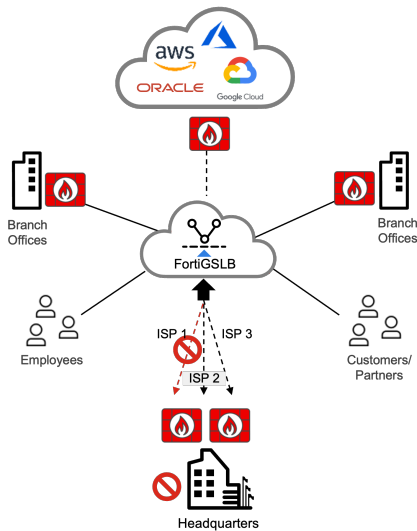 aws
ORACLE
Google Cloud
Branch
Offices
Branch
Offices
FortiGSLB
ISP 1
ISP 3
ISP 2
Employees
Customers/
Partners
Headquarters